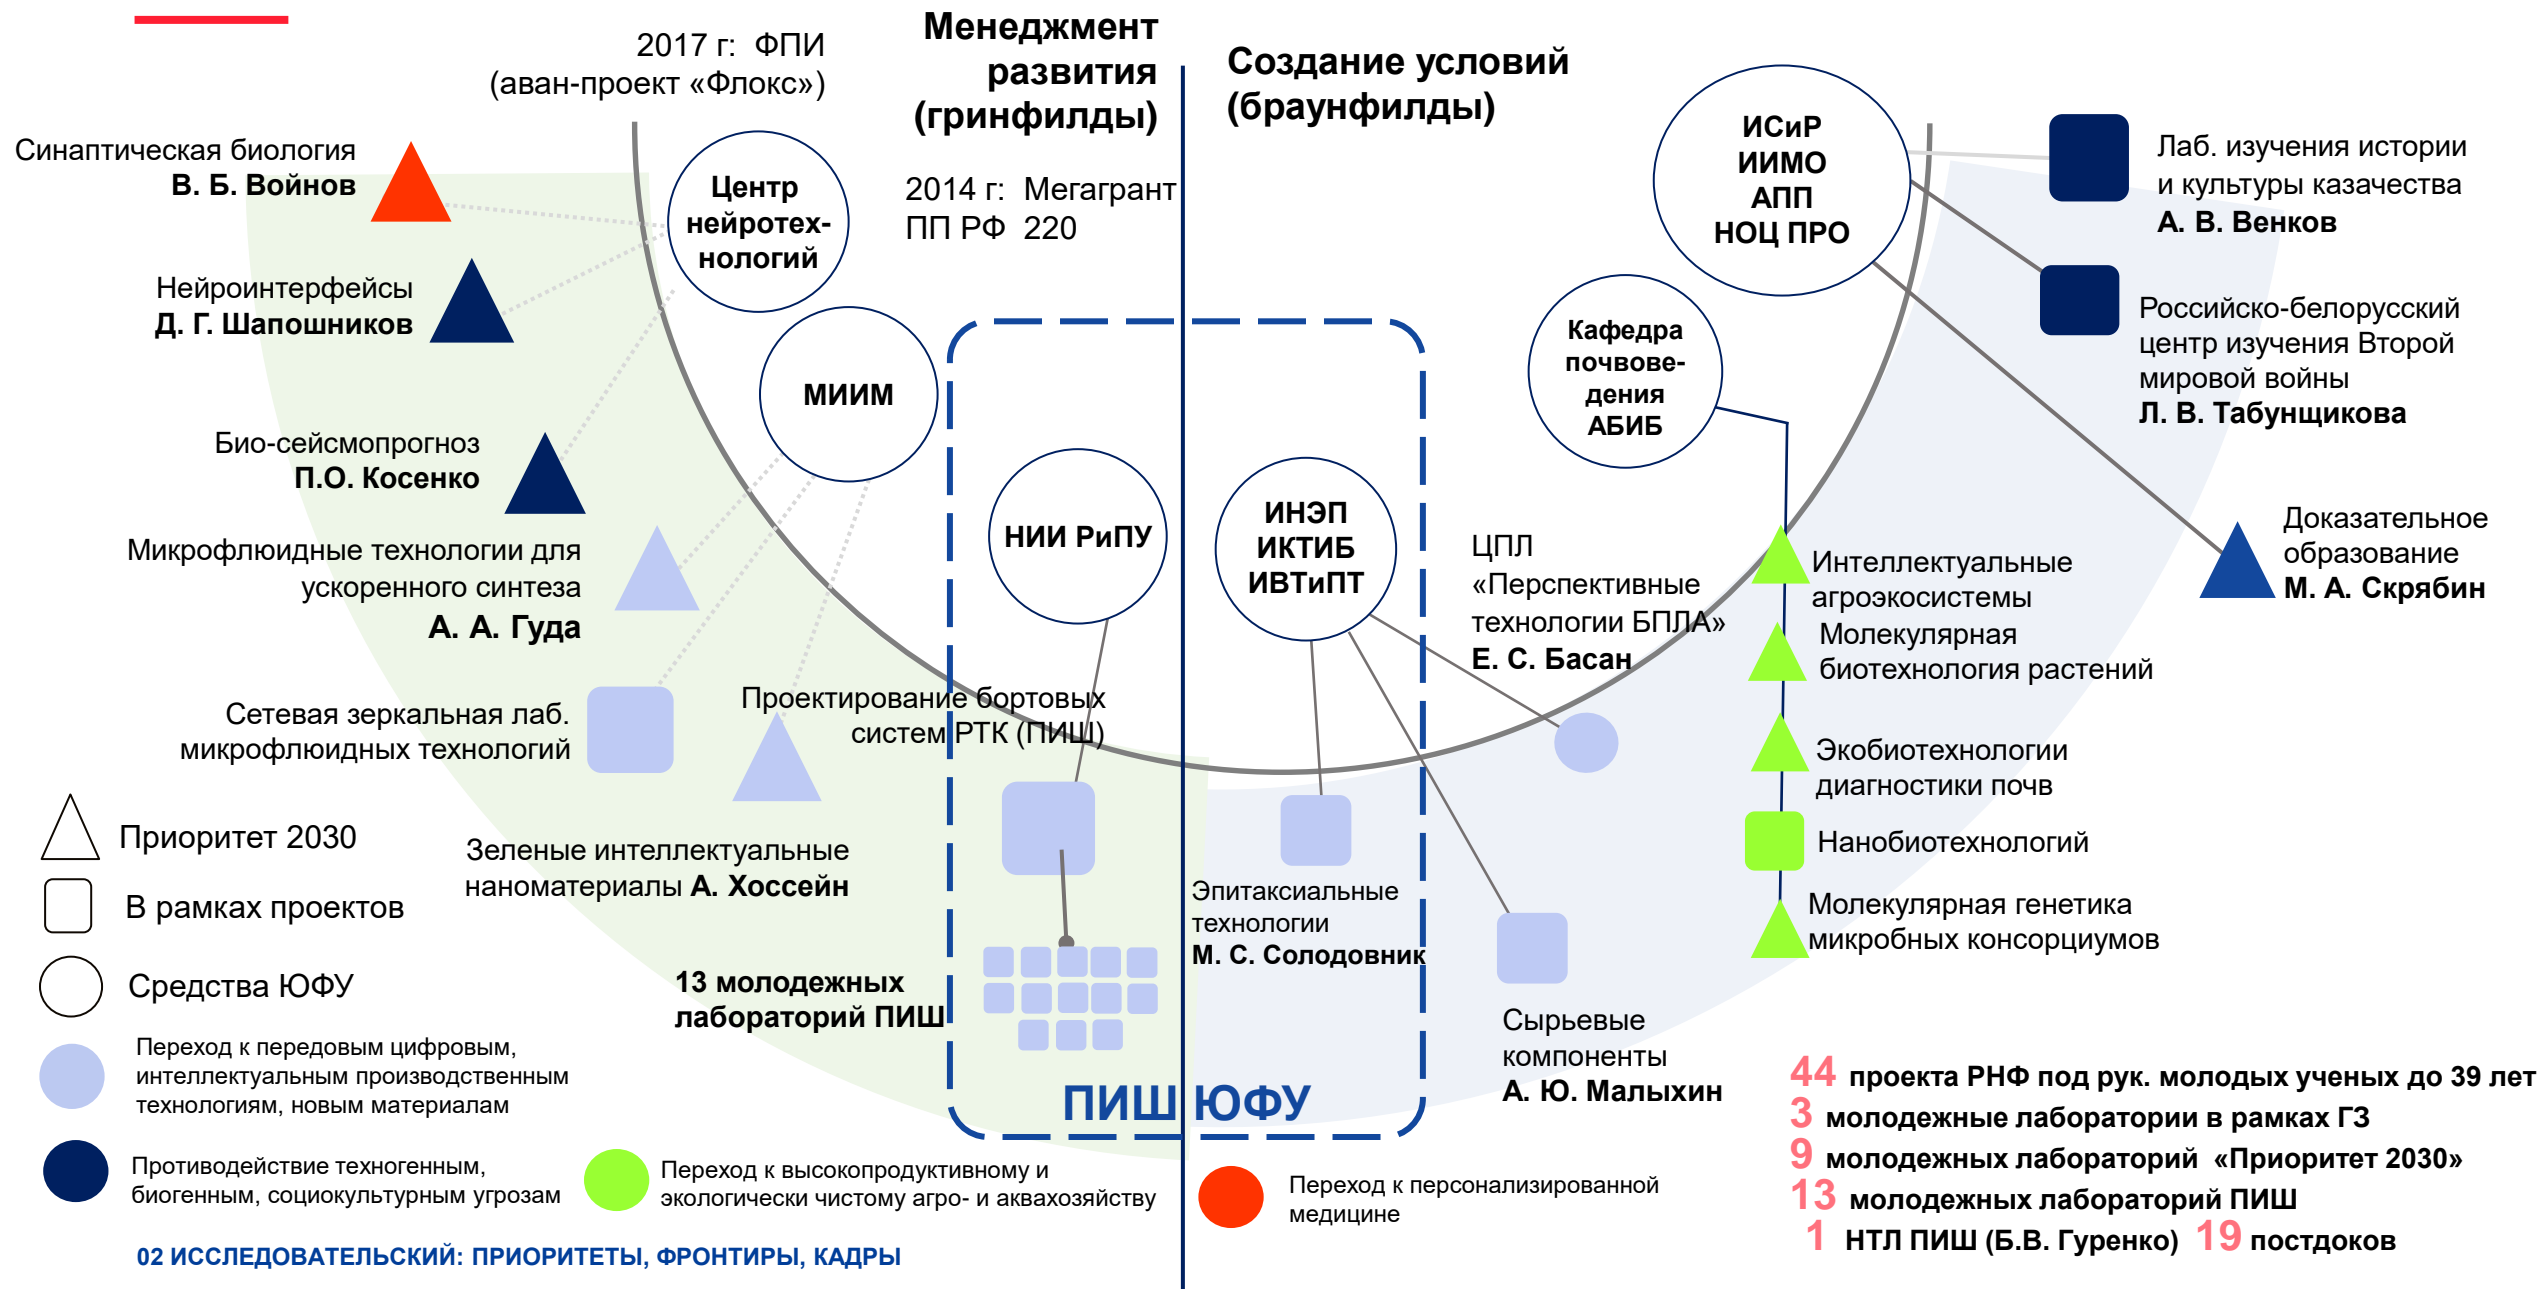 2017 г: ФПИ
(аван-проект «Флокс»)
Менеджмент
развития
(гринфилды)
Создание условий
(браунфилды)
2014 г: Мегагрант
ПП РФ 220
Синаптическая биология
В. Б. Войнов
Нейроинтерфейсы
Д. Г. Шапошников
Био-сейсмопрогноз
П.О. Косенко
Микрофлюидные технологии для
ускоренного синтеза
А. А. Гуда
Сетевая зеркальная лаб.
микрофлюидных технологий
Зеленые интеллектуальные
наноматериалы А. Хоссейн
Центр
нейротех-
нологий
МИИМ
НИИ РиПУ
Проектирование бортовых
систем РТК (ПИШ)
13 молодежных
лабораторий ПИШ
ИНЭП
ИКТИБ
ИВТиПТ
Эпитаксиальные
технологии
М. С. Солодовник
ПИШ ЮФУ
ЦПЛ
«Перспективные
технологии БПЛА»
Е. С. Басан
Сырьевые
компоненты
А. Ю. Малыхин
Кафедра
почвове-
дения
АБИБ
ИСиР
ИИМО
АПП
НОЦ ПРО
Лаб. изучения истории
и культуры казачества
А. В. Венков
Российско-белорусский
центр изучения Второй
мировой войны
Л. В. Табунщикова
Доказательное
образование
М. А. Скрябин
Интеллектуальные
агроэкосистемы
Молекулярная
биотехнология растений
Экобиотехнологии
диагностики почв
Нанобиотехнологий
Молекулярная генетика
микробных консорциумов
Приоритет 2030
В рамках проектов
Средства ЮФУ
Переход к передовым цифровым,
интеллектуальным производственным
технологиям, новым материалам
Противодействие техногенным,
биогенным, социокультурным угрозам
Переход к высокопродуктивному и
экологически чистому агро- и аквахозяйству
Переход к персонализированной
медицине
44 проекта РНФ под рук. молодых ученых до 39 лет
3 молодежные лаборатории в рамках ГЗ
9 молодежных лабораторий «Приоритет 2030»
13 молодежных лабораторий ПИШ
1 НТЛ ПИШ (Б.В. Гуренко) 19 постдоков
02 ИССЛЕДОВАТЕЛЬСКИЙ: ПРИОРИТЕТЫ, ФРОНТИРЫ, КАДРЫ